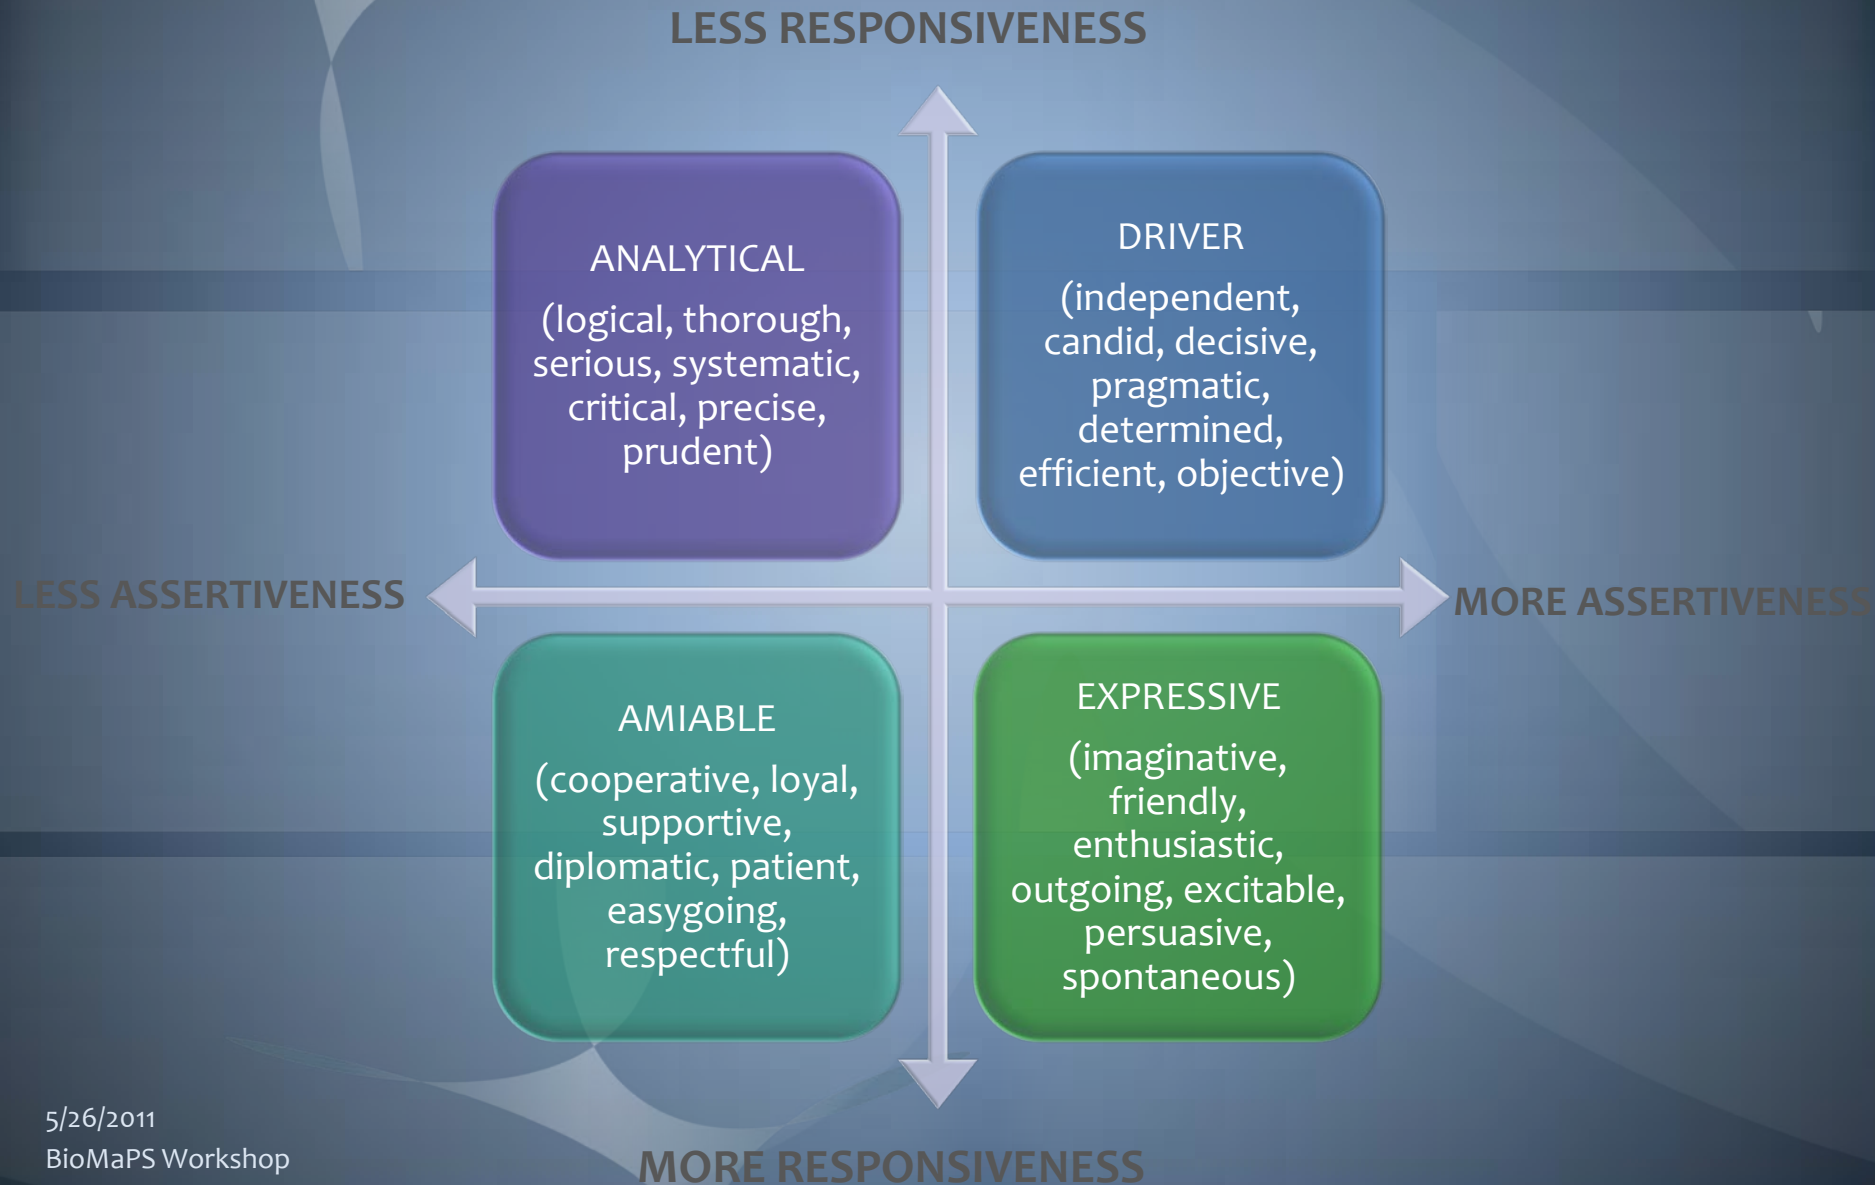 LESS RESPONSIVENESS
ANALYTICAL
(logical, thorough,
serious, systematic,
critical, precise,
prudent)
DRIVER
(independent,
candid, decisive,
pragmatic,
determined,
efficient, objective)
LESS ASSERTIVENESS
MORE ASSERTIVENESS
AMIABLE
(cooperative, loyal,
supportive,
diplomatic, patient,
easygoing,
respectful)
EXPRESSIVE
(imaginative,
friendly,
enthusiastic,
outgoing, excitable,
persuasive,
spontaneous)
MORE RESPONSIVENESS
5/26/2011
BioMaPS Workshop